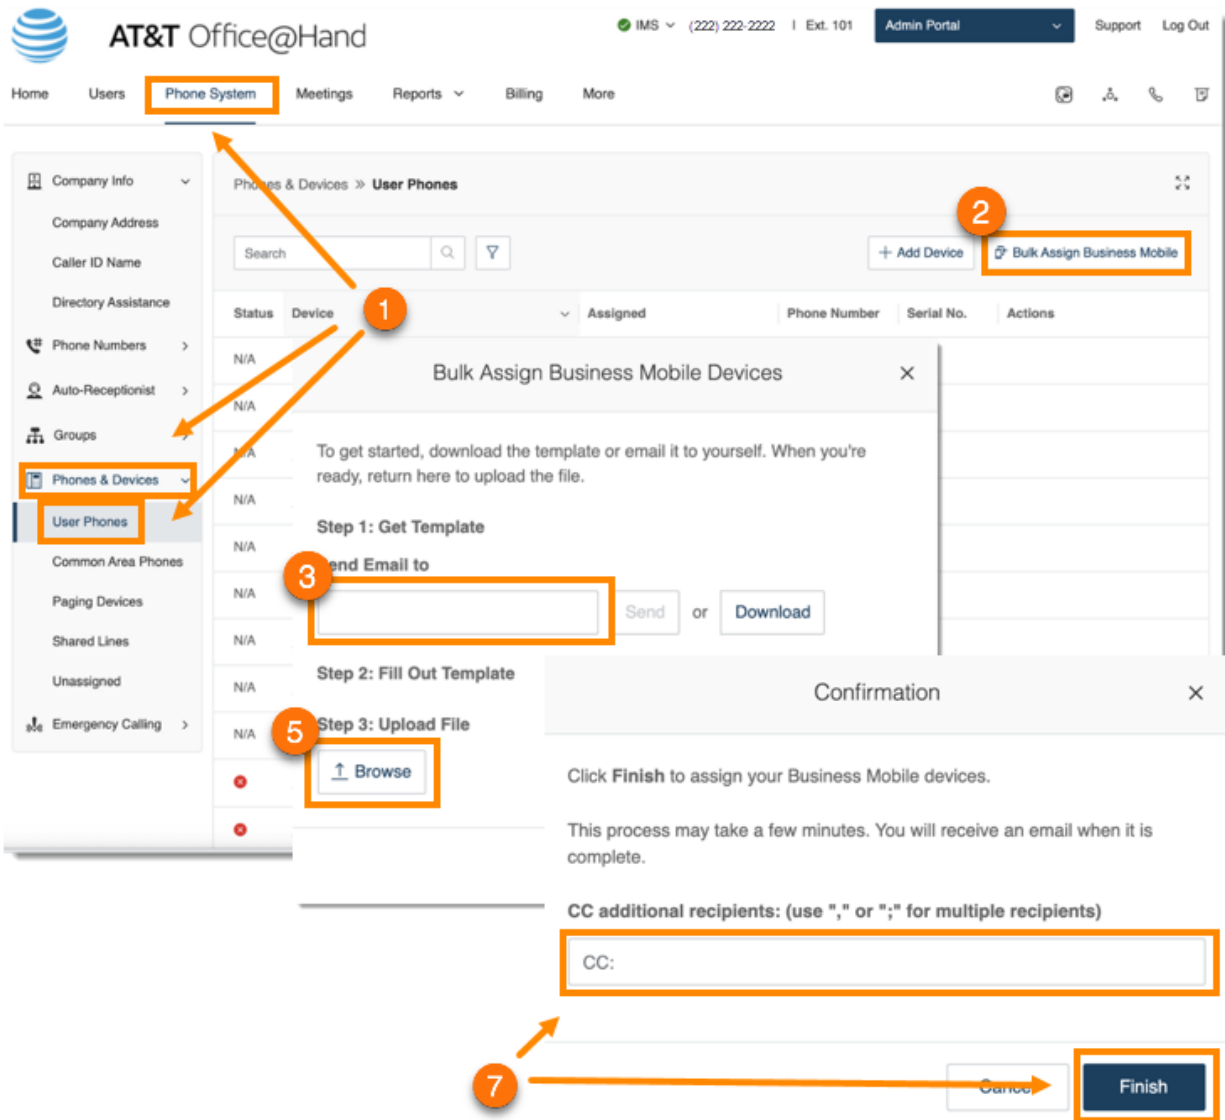 AT&T Office@Hand
IMS (222) 222-2222 | Ext. 101 Admin Portal Support Log Out
Home Users Phone System Meetings Reports Billing More
Company Info
Company Address
Caller ID Name
Directory Assistance
Phone Numbers
Auto-Receptionist
Groups
Phones & Devices
User Phones
Common Area Phones
Paging Devices
Shared Lines
Unassigned
Emergency Calling
Phones & Devices » User Phones
2
Search + Add Device Bulk Assign Business Mobile
1
Status Device Assigned Phone Number Serial No. Actions
N/A
N/A
N/A
N/A
N/A
N/A
N/A
N/A
N/A
Bulk Assign Business Mobile Devices
To get started, download the template or email it to yourself. When you're
ready, return here to upload the file.
Step 1: Get Template
3
Send Email to
Send or Download
Step 2: Fill Out Template
5
Step 3: Upload File
Browse
Confirmation
Click Finish to assign your Business Mobile devices.
This process may take a few minutes. You will receive an email when it is
complete.
CC additional recipients: (use "," or ";" for multiple recipients)
CC:
7
Cancel Finish